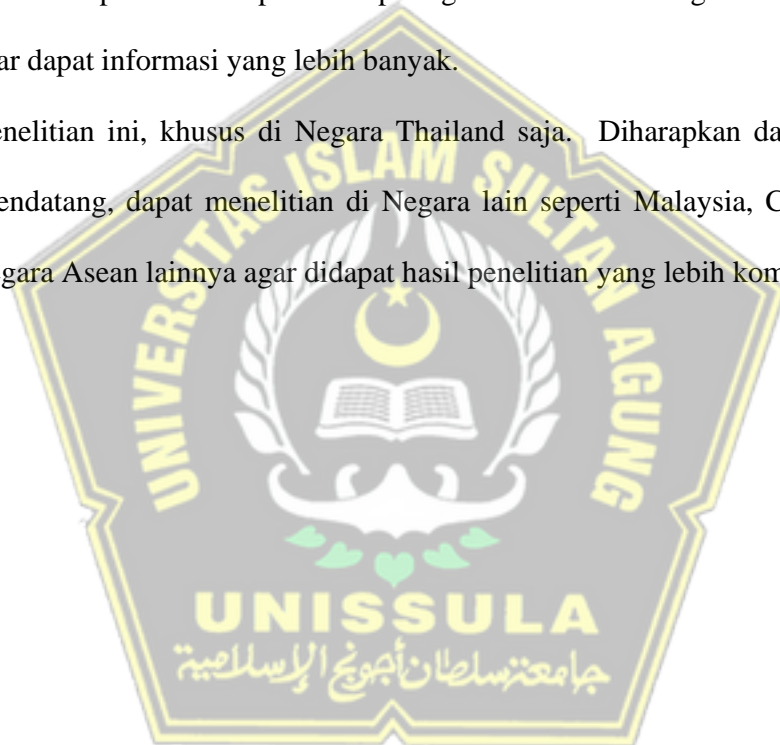 ar dapat informasi yang lebih banyak.
enelitian ini, khusus di Negara Thailand saja. Diharapkan da
endatang, dapat menelitian di Negara lain seperti Malaysia, C
gara Asean lainnya agar didapat hasil penelitian yang lebih kom
UNIVERSITAS ISLAM SULTAN AGUNG
UNISSULA
جامعة سلطان أجونج الإسلامية